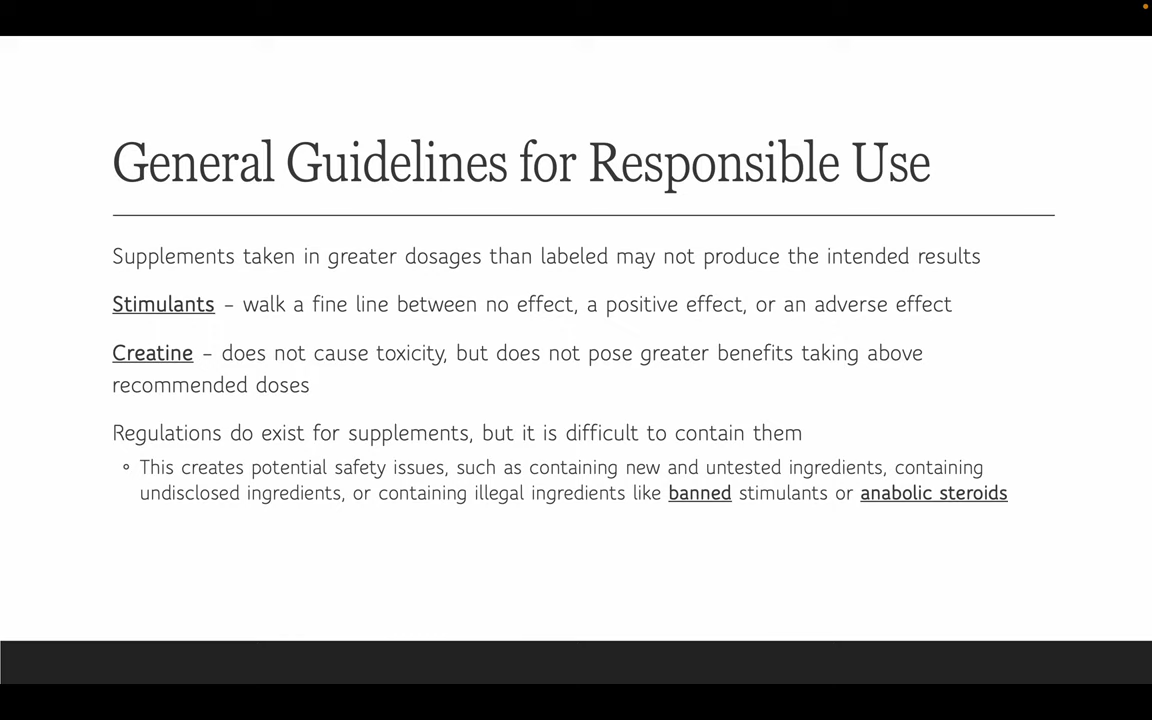 General Guidelines for Responsible Use
Supplements taken in greater dosages than labeled may not produce the intended results
Stimulants – walk a fine line between no effect, a positive effect, or an adverse effect
Creatine – does not cause toxicity, but does not pose greater benefits taking above
recommended doses
Regulations do exist for supplements, but it is difficult to contain them
◦ This creates potential safety issues, such as containing new and untested ingredients, containing
undisclosed ingredients, or containing illegal ingredients like banned stimulants or anabolic steroids